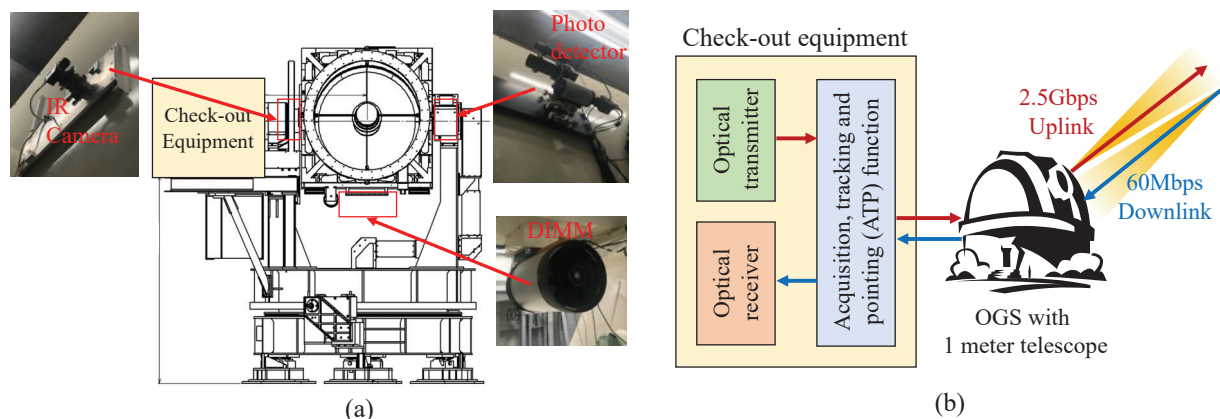 IR
Camera
Check-out
Equipment
Photo
detector
DIMM
(a)
Check-out equipment
Optical
transmitter
Optical
receiver
Acquisition, tracking and
pointing (ATP) function
2.5Gbps
Uplink
60Mbps
Downlink
OGS with
1 meter telescope
(b)